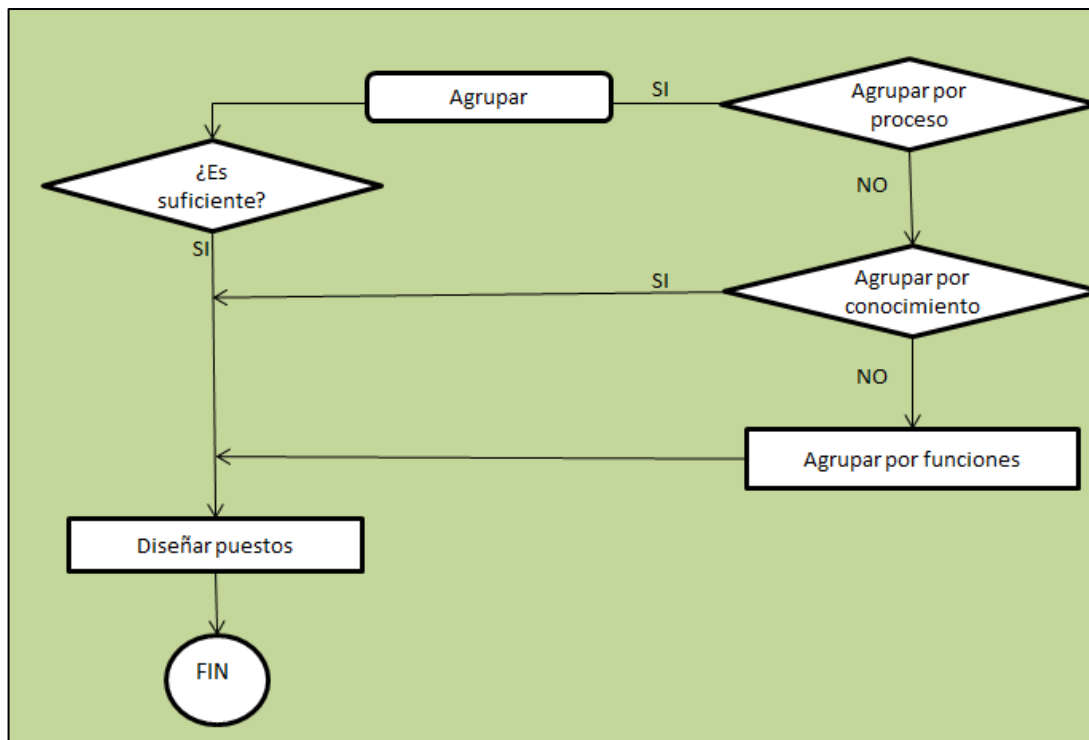 Agrupar
SI
Agrupar por
proceso
¿Es
suficiente?
NO
SI
SI
Agrupar por
conocimiento
NO
Agrupar por funciones
Diseñar puestos
FIN